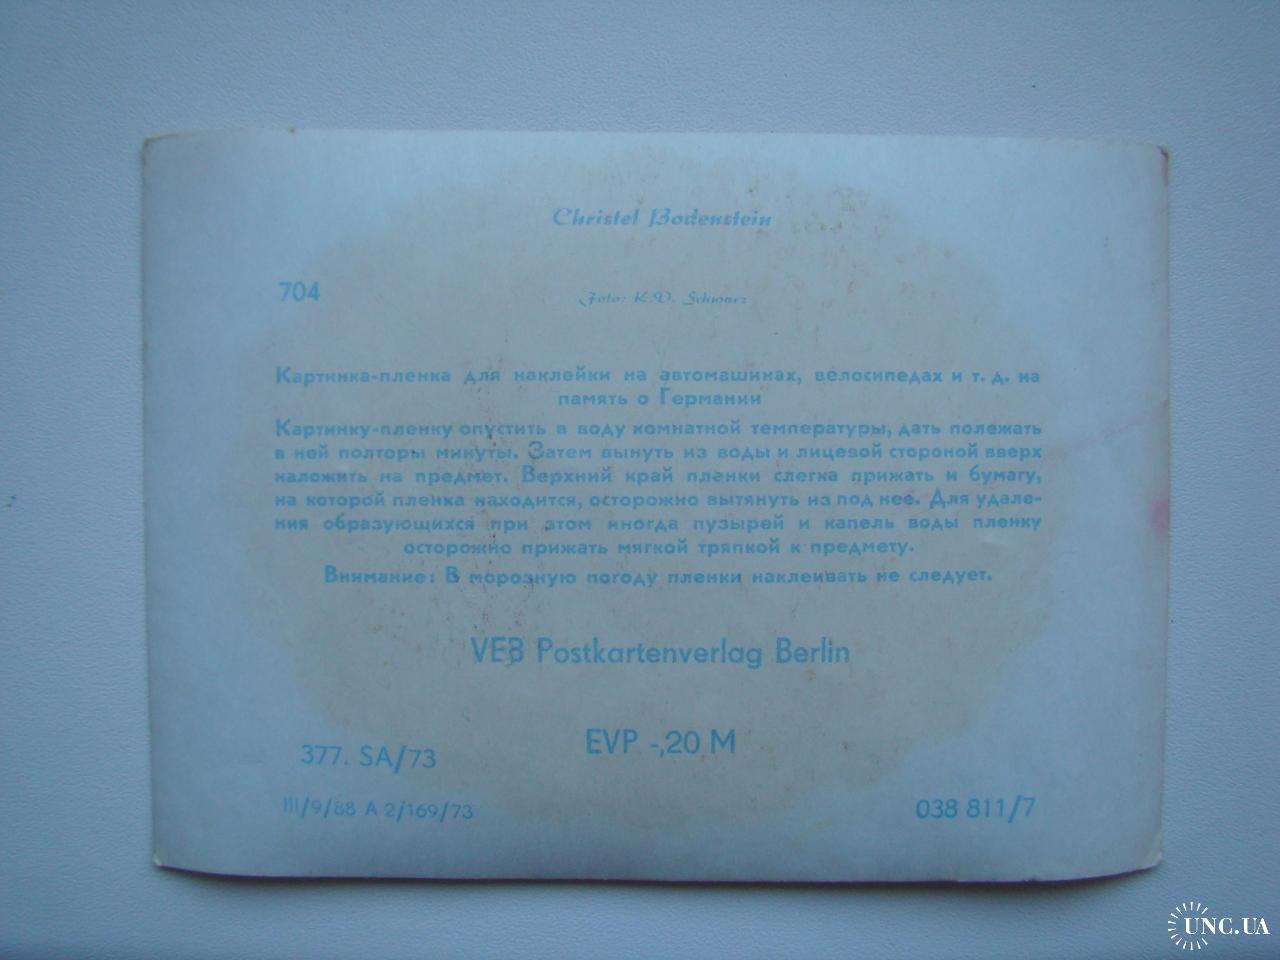 Christel Bodenstein
704
Foto: K.D. Schwarz
Картинка-пленка для наклейки на автомашинах, велосипедах и т. д. на
память о Германии
Картинку-пленку опустить в воду комнатной температуры, дать полежать
в ней полторы минуты. Затем вынуть из воды и лицевой стороной вверх
наложить на предмет. Верхний край пленки слегка прижать и бумагу,
на которой пленка находится, осторожно вытянуть из под нее. Для удале-
ния образующихся при этом иногда пузырей и капель воды пленку
осторожно прижать мягкой тряпкой к предмету.
Внимание: В морозную погоду пленки наклеивать не следует.
VEB Postkartenverlag Berlin
EVP -,20 M
377. SA/73
III/9/88 A 2/169/73
038 811/7
UNC.UA